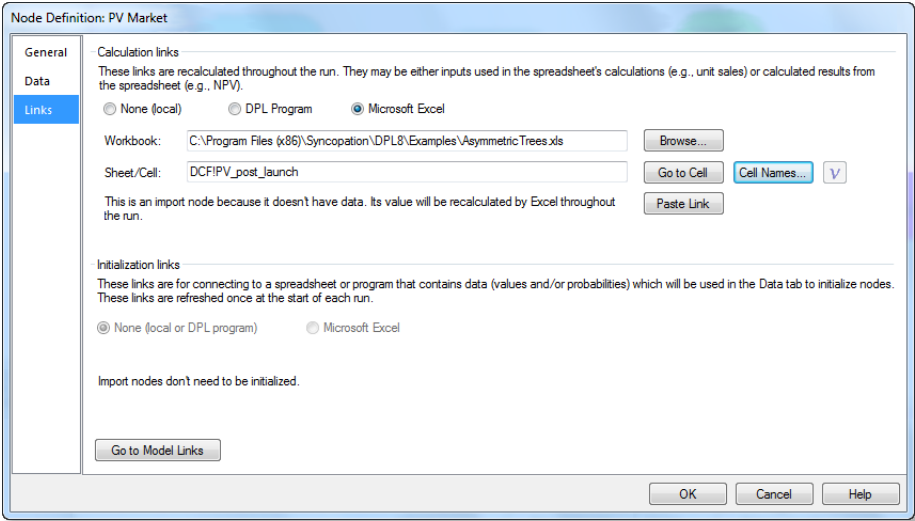 Node Definition: PV Market
General
Data
Links
Calculation links
These links are recalculated throughout the run. They may be either inputs used in the spreadsheet's calculations (e.g., unit sales) or calculated results from
the spreadsheet (e.g., NPV).
None (local) DPL Program Microsoft Excel
Workbook: C:\Program Files (x86)\Syncopation\DPL8\Examples\AsymmetricTrees.xls Browse...
Sheet/Cell: DCF!PV_post_launch Go to Cell Cell Names... v
This is an import node because it doesn't have data. Its value will be recalculated by Excel throughout
the run.
Paste Link
Initialization links
These links are for connecting to a spreadsheet or program that contains data (values and/or probabilities) which will be used in the Data tab to initialize nodes.
These links are refreshed once at the start of each run.
None (local or DPL program) Microsoft Excel
Import nodes don't need to be initialized.
Go to Model Links
OK Cancel Help